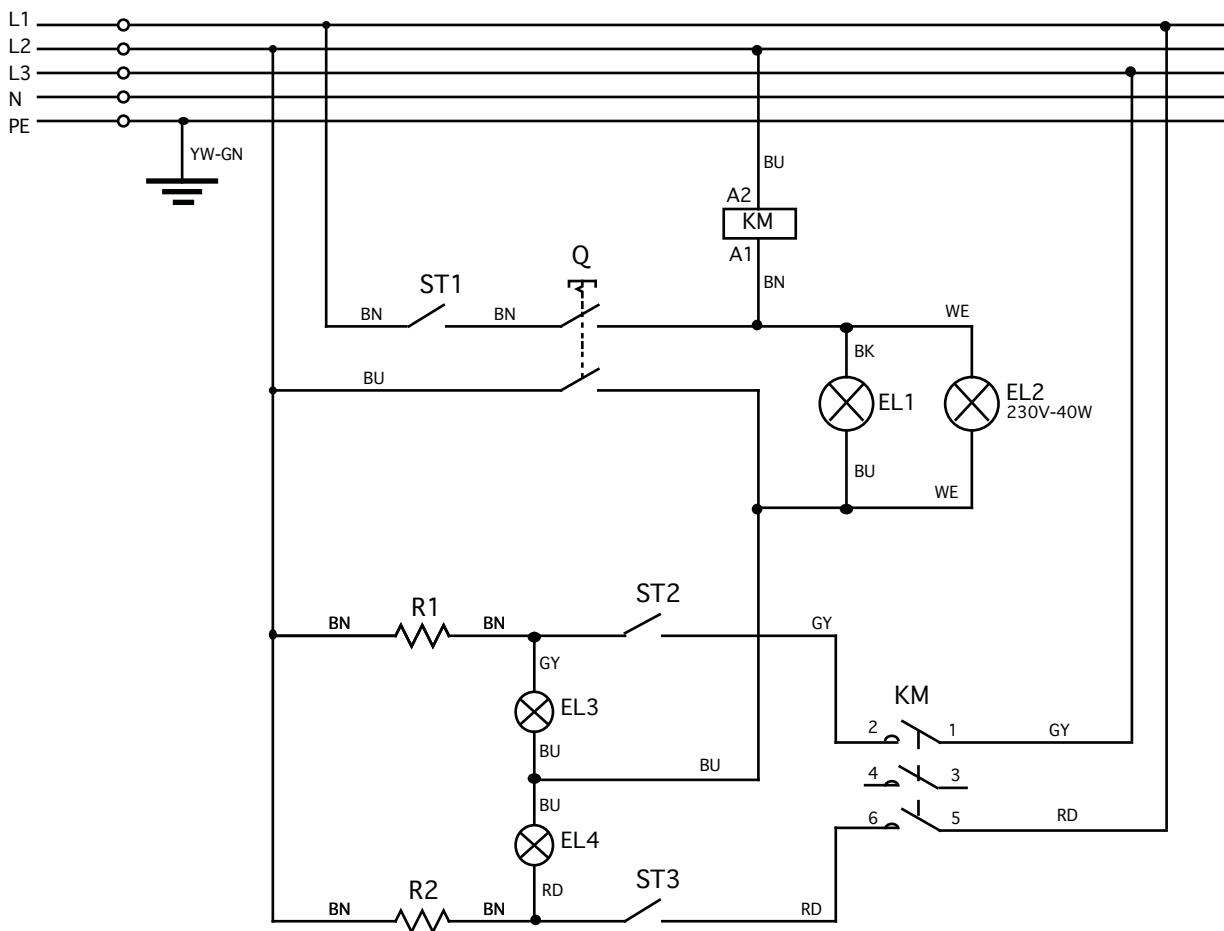 L1
L2
L3
N
PE
YW-GN
BU
A2
KM
A1
BN
Q
ST1
BN
BN
WE
BK
BU
EL1
EL2
230V-40W
BU
WE
ST2
R1
BN
BN
GY
GY
EL3
KM
2
1
GY
BU
BU
4
3
BU
6
5
RD
EL4
ST3
R2
RD
BN
BN
RD